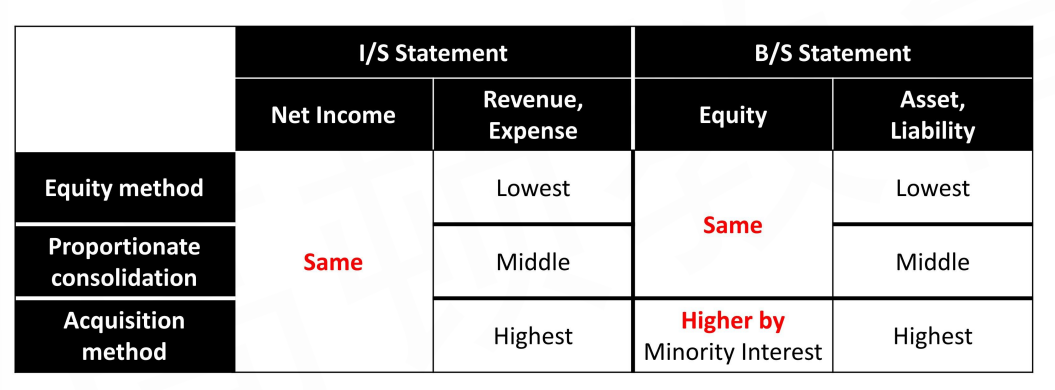 I/S Statement
B/S Statement
Net Income
Revenue,
Expense
Equity
Asset,
Liability
Equity method
Same
Lowest
Same
Lowest
Proportionate
consolidation
Middle
Middle
Acquisition
method
Highest
Higher by
Minority Interest
Highest